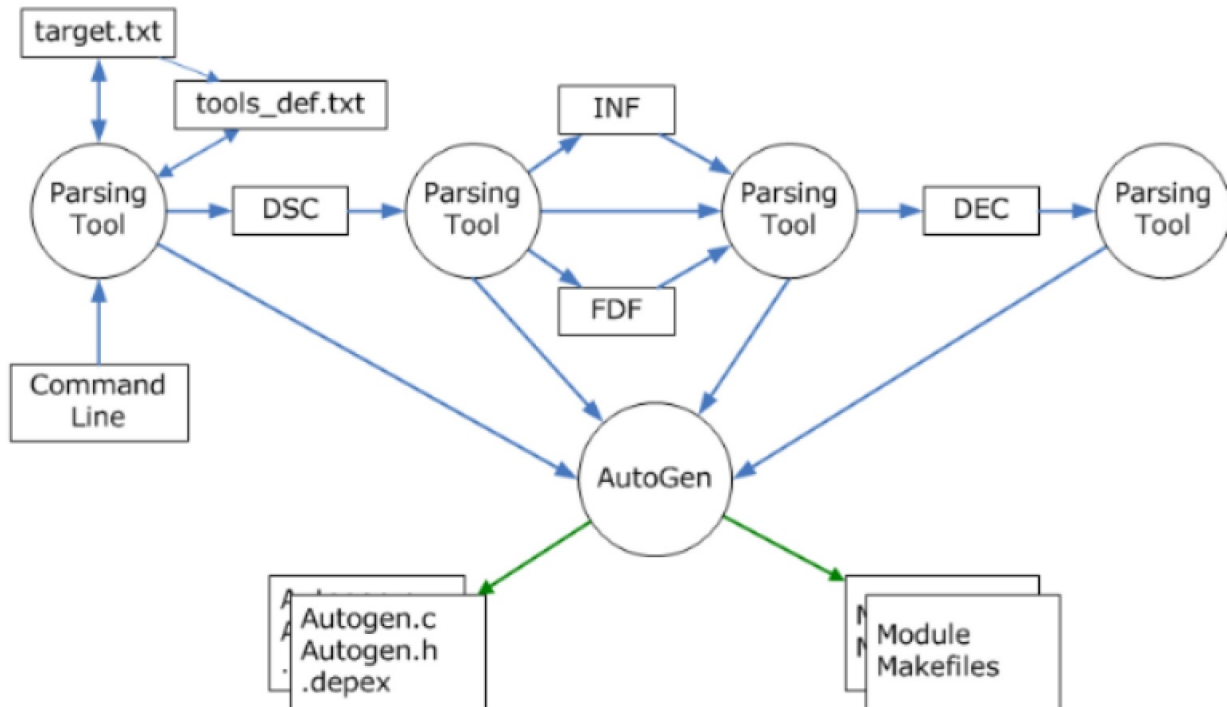 target.txt
tools_def.txt
INF
Parsing
Tool
DSC
Parsing
Tool
Parsing
Tool
DEC
Parsing
Tool
FDF
Command
Line
AutoGen
Autogen.c
Autogen.h
.depex
Module
Makefiles